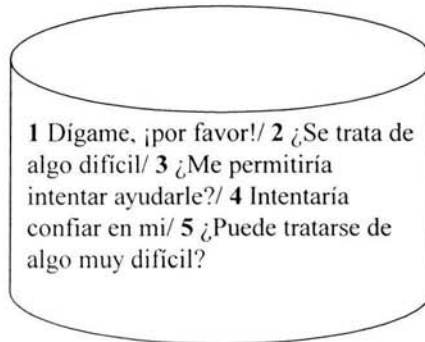 1 Dígame, ¡por favor!/ 2 ¿Se trata de
algo difícil/ 3 ¿Me permitiría
intentar ayudarle?/ 4 Intentaría
confiar en mi/ 5 ¿Puede tratarse de
algo muy difícil?